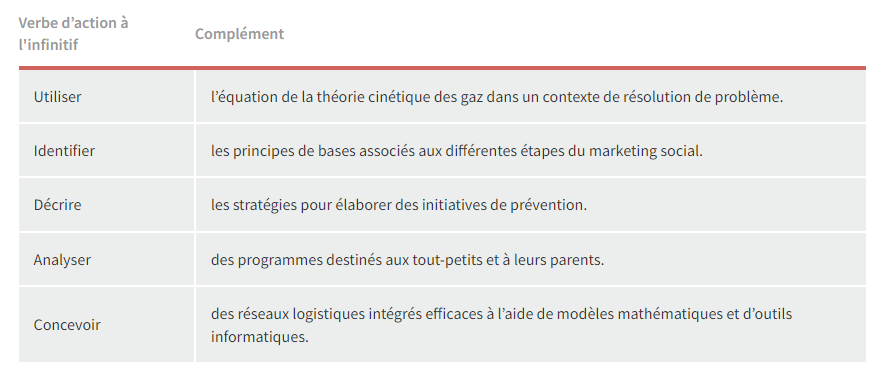 Verbe d’action à
l'infinitif
Complément
Utiliser
l’équation de la théorie cinétique des gaz dans un contexte de résolution de problème.
Identifier
les principes de bases associés aux différentes étapes du marketing social.
Décrire
les stratégies pour élaborer des initiatives de prévention.
Analyser
des programmes destinés aux tout-petits et à leurs parents.
Concevoir
des réseaux logistiques intégrés efficaces à l’aide de modèles mathématiques et d’outils
informatiques.